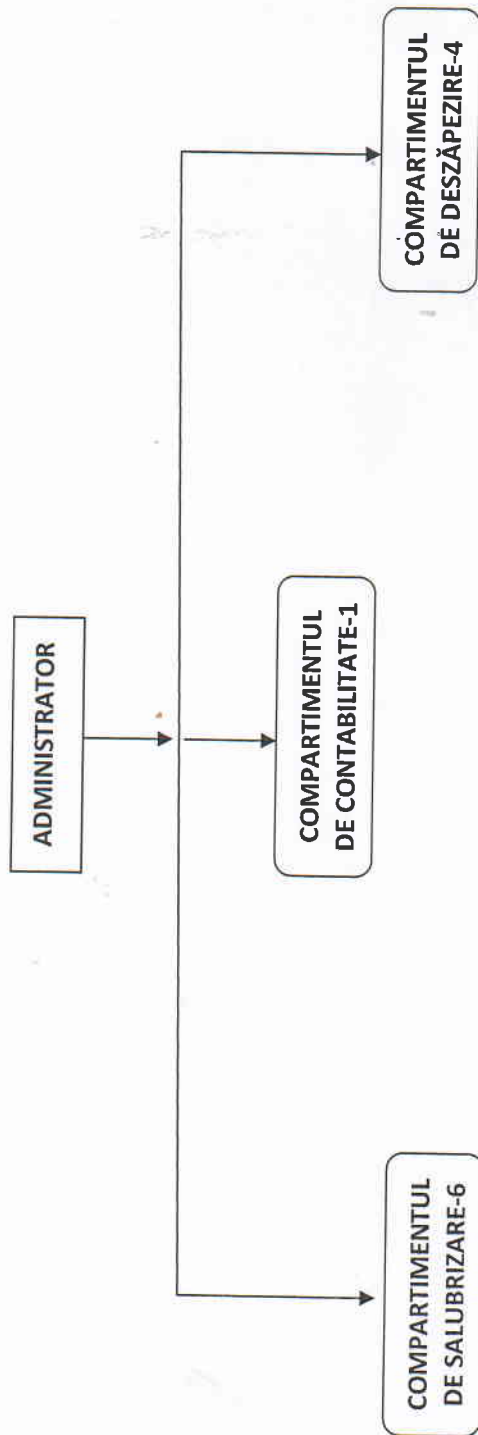 ADMINISTRATOR
COMPARTIMENTUL
DE CONTABILITATE-1
COMPARTIMENTUL
DE SALUBRIZARE-6
COMPARTIMENTUL
DE DESZĂPEZIRE-4